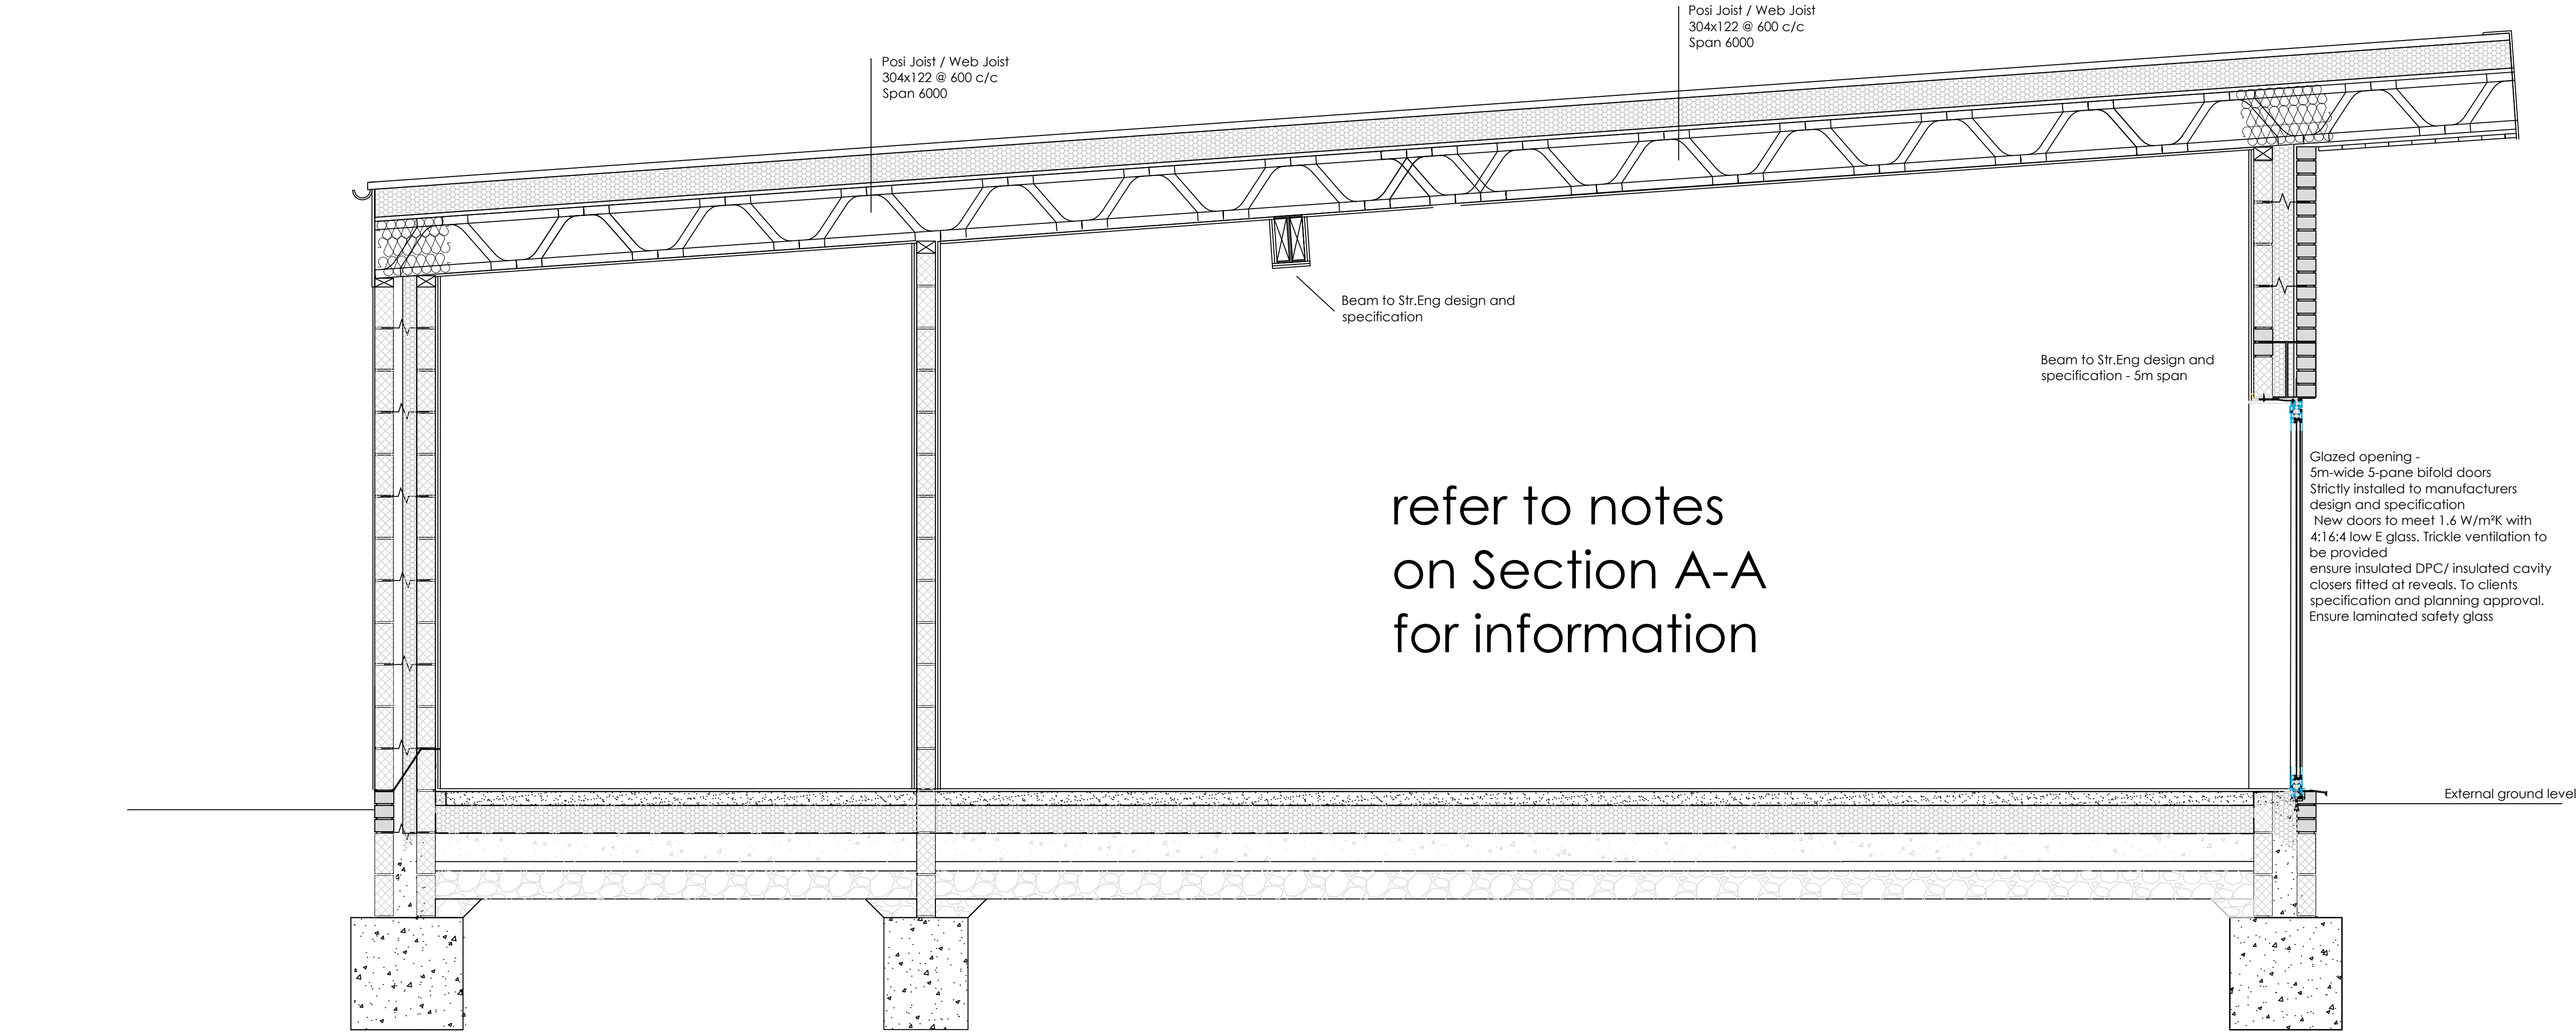 Posi Joist / Web Joist
304x122 @ 600 c/c
Span 6000
Posi Joist / Web Joist
304x122 @ 600 c/c
Span 6000
Beam to Str.Eng design and
specification
Beam to Str.Eng design and
specification - 5m span
Glazed opening -
5m-wide 5-pane bifold doors
Strictly installed to manufacturers
design and specification
New doors to meet 1.6 W/m²K with
4:16:4 low E glass. Trickle ventilation to
be provided
ensure insulated DPC/ insulated cavity
closers fitted at reveals. To clients
specification and planning approval.
Ensure laminated safety glass
refer to notes
on Section A-A
for information
External ground level